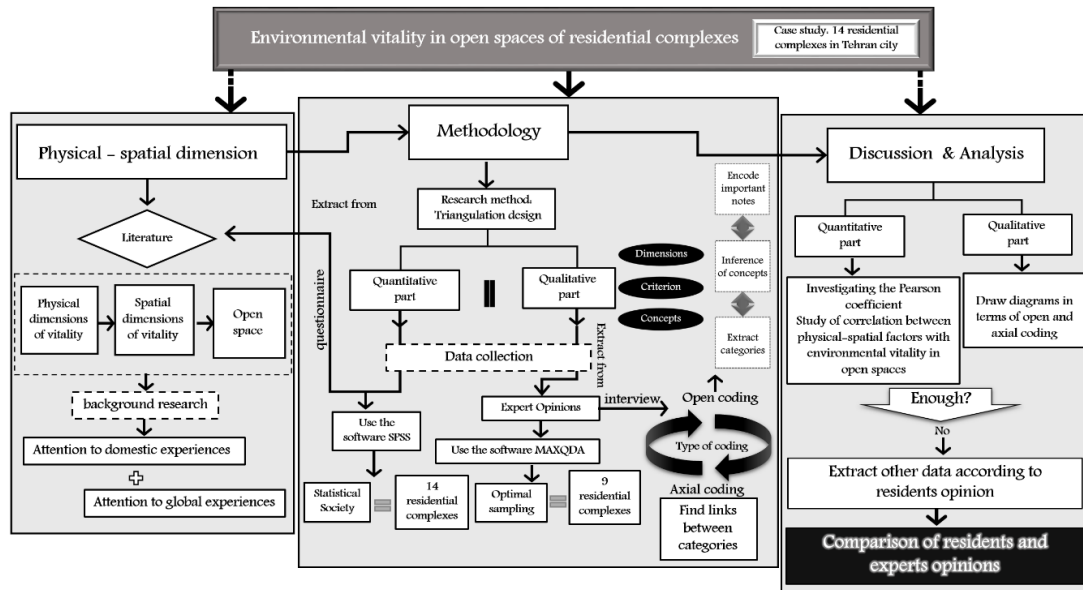 Environmental vitality in open spaces of residential complexes
Case study. 14 residential
complexes in Tehran city
Physical - spatial dimension
Literature
Physical
dimensions
of vitality
Spatial
dimensions
of vitality
Open
space
background research
Attention to domestic experiences
Attention to global experiences
Methodology
Extract from
Research method.
Triangulation design
Quantitative
part
Qualitative
part
questionnaire
Data collection
Extract from
Use the
software SPSS
Expert Opinions
interview
Use the software MAXQDA
Statistical
Society
14
residential
complexes
Optimal
sampling
9
residential
complexes
Dimensions
Criterion
Concepts
Encode
important
notes
Inference
of concepts
Extract
categories
Open coding
Type of coding
Axial coding
Find links
between
categories
Discussion & Analysis
Quantitative
part
Qualitative
part
Investigating the Pearson
coefficient
Study of correlation between
physical-spatial factors with
environmental vitality in
open spaces
Draw diagrams in
terms of open and
axial coding
Enough?
No
Extract other data according to
residents opinion
Comparison of residents and
experts opinions